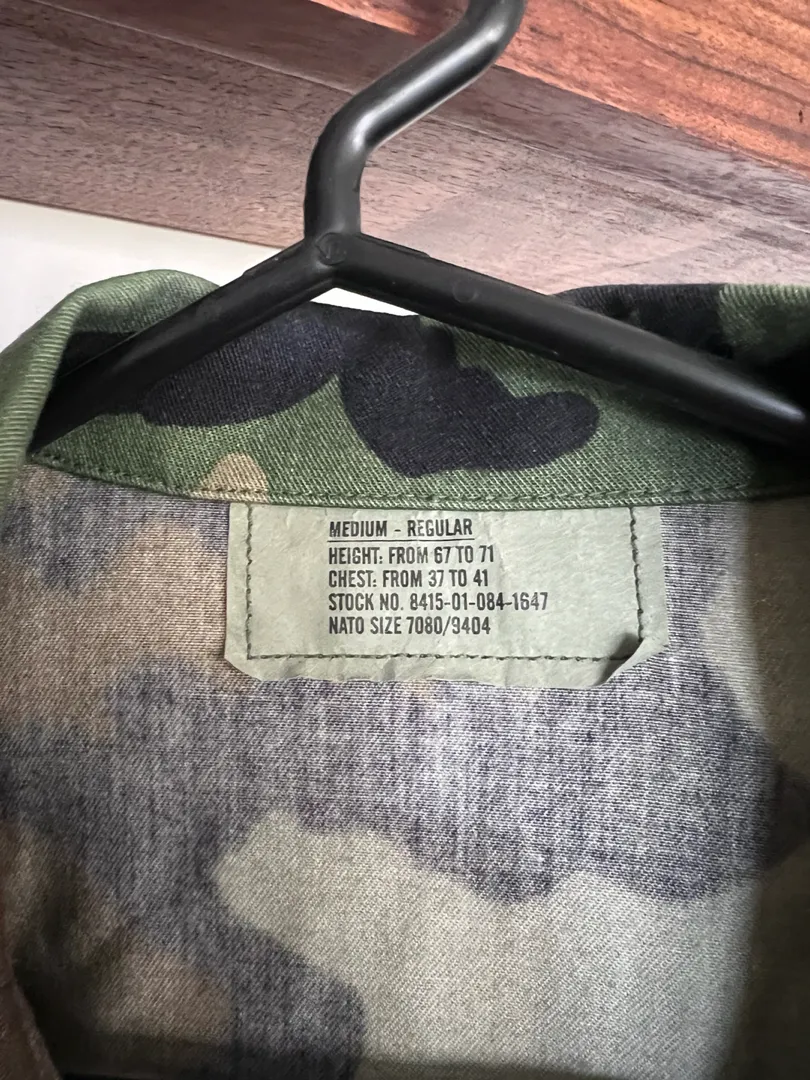 MEDIUM - REGULAR
HEIGHT: FROM 67 TO 71
CHEST: FROM 37 TO 41
STOCK NO. 8415-01-084-1647
NATO SIZE 7080/9404